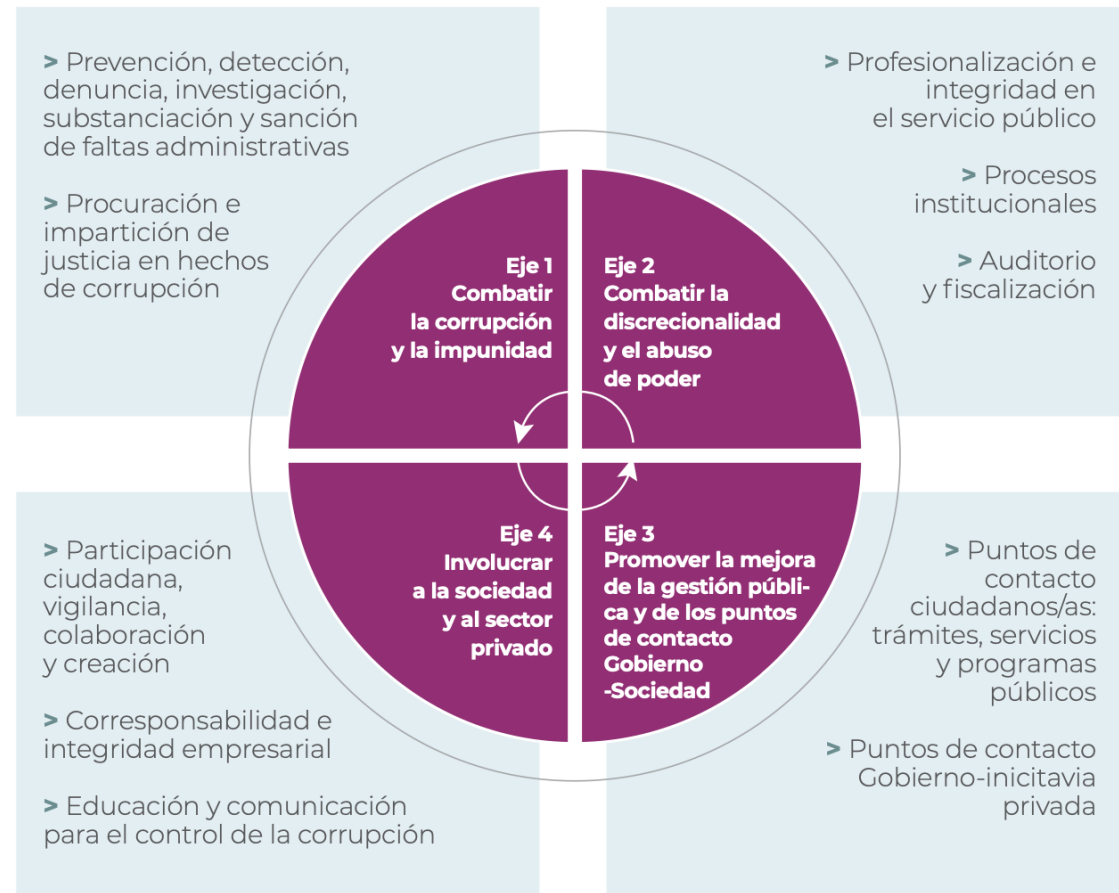 > Prevención, detección,
denuncia, investigación,
substanciación y sanción
de faltas administrativas
> Procuración e
impartición de
justicia en hechos
de corrupción
> Profesionalización e
integridad en
el servicio público
> Procesos
institucionales
> Auditorio
y fiscalización
Eje 1
Combatir
la corrupción
y la impunidad
Eje 2
Combatir la
discrecionalidad
y el abuso
de poder
Eje 4
Involucrar
a la sociedad
y al sector
privado
Eje 3
Promover la mejora
de la gestión públi-
ca y de los puntos
de contacto
Gobierno
-Sociedad
> Participación
ciudadana,
vigilancia,
colaboración
y creación
> Corresponsabilidad e
integridad empresarial
> Educación y comunicación
para el control de la corrupción
> Puntos de
contacto
ciudadanos/as:
trámites, servicios
y programas
públicos
> Puntos de contacto
Gobierno-inicitavia
privada